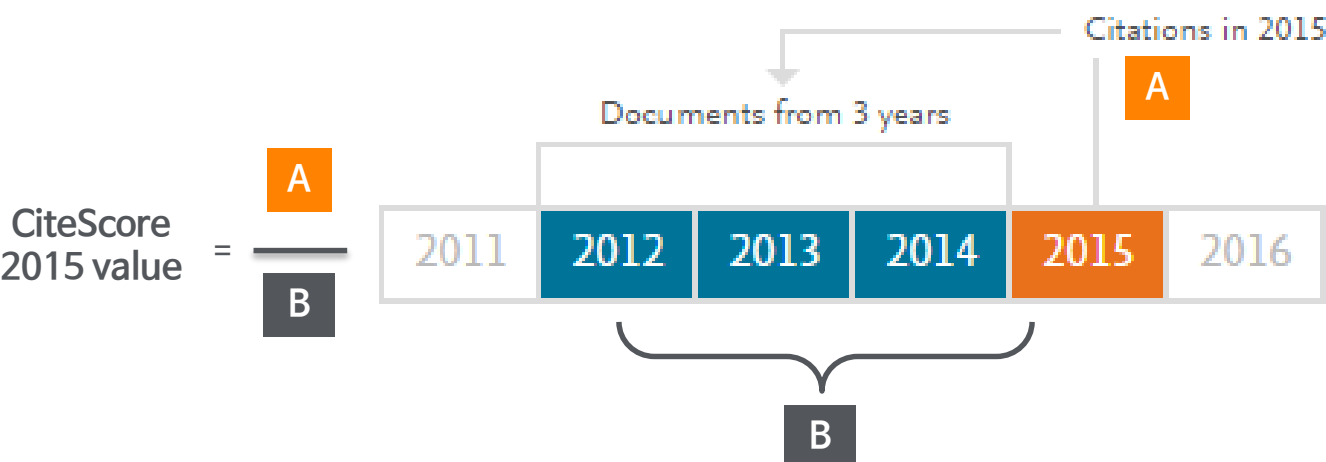 Citations in 2015
A
Documents from 3 years
A
CiteScore
2015 value
=
B
2011 2012 2013 2014 2015 2016
B